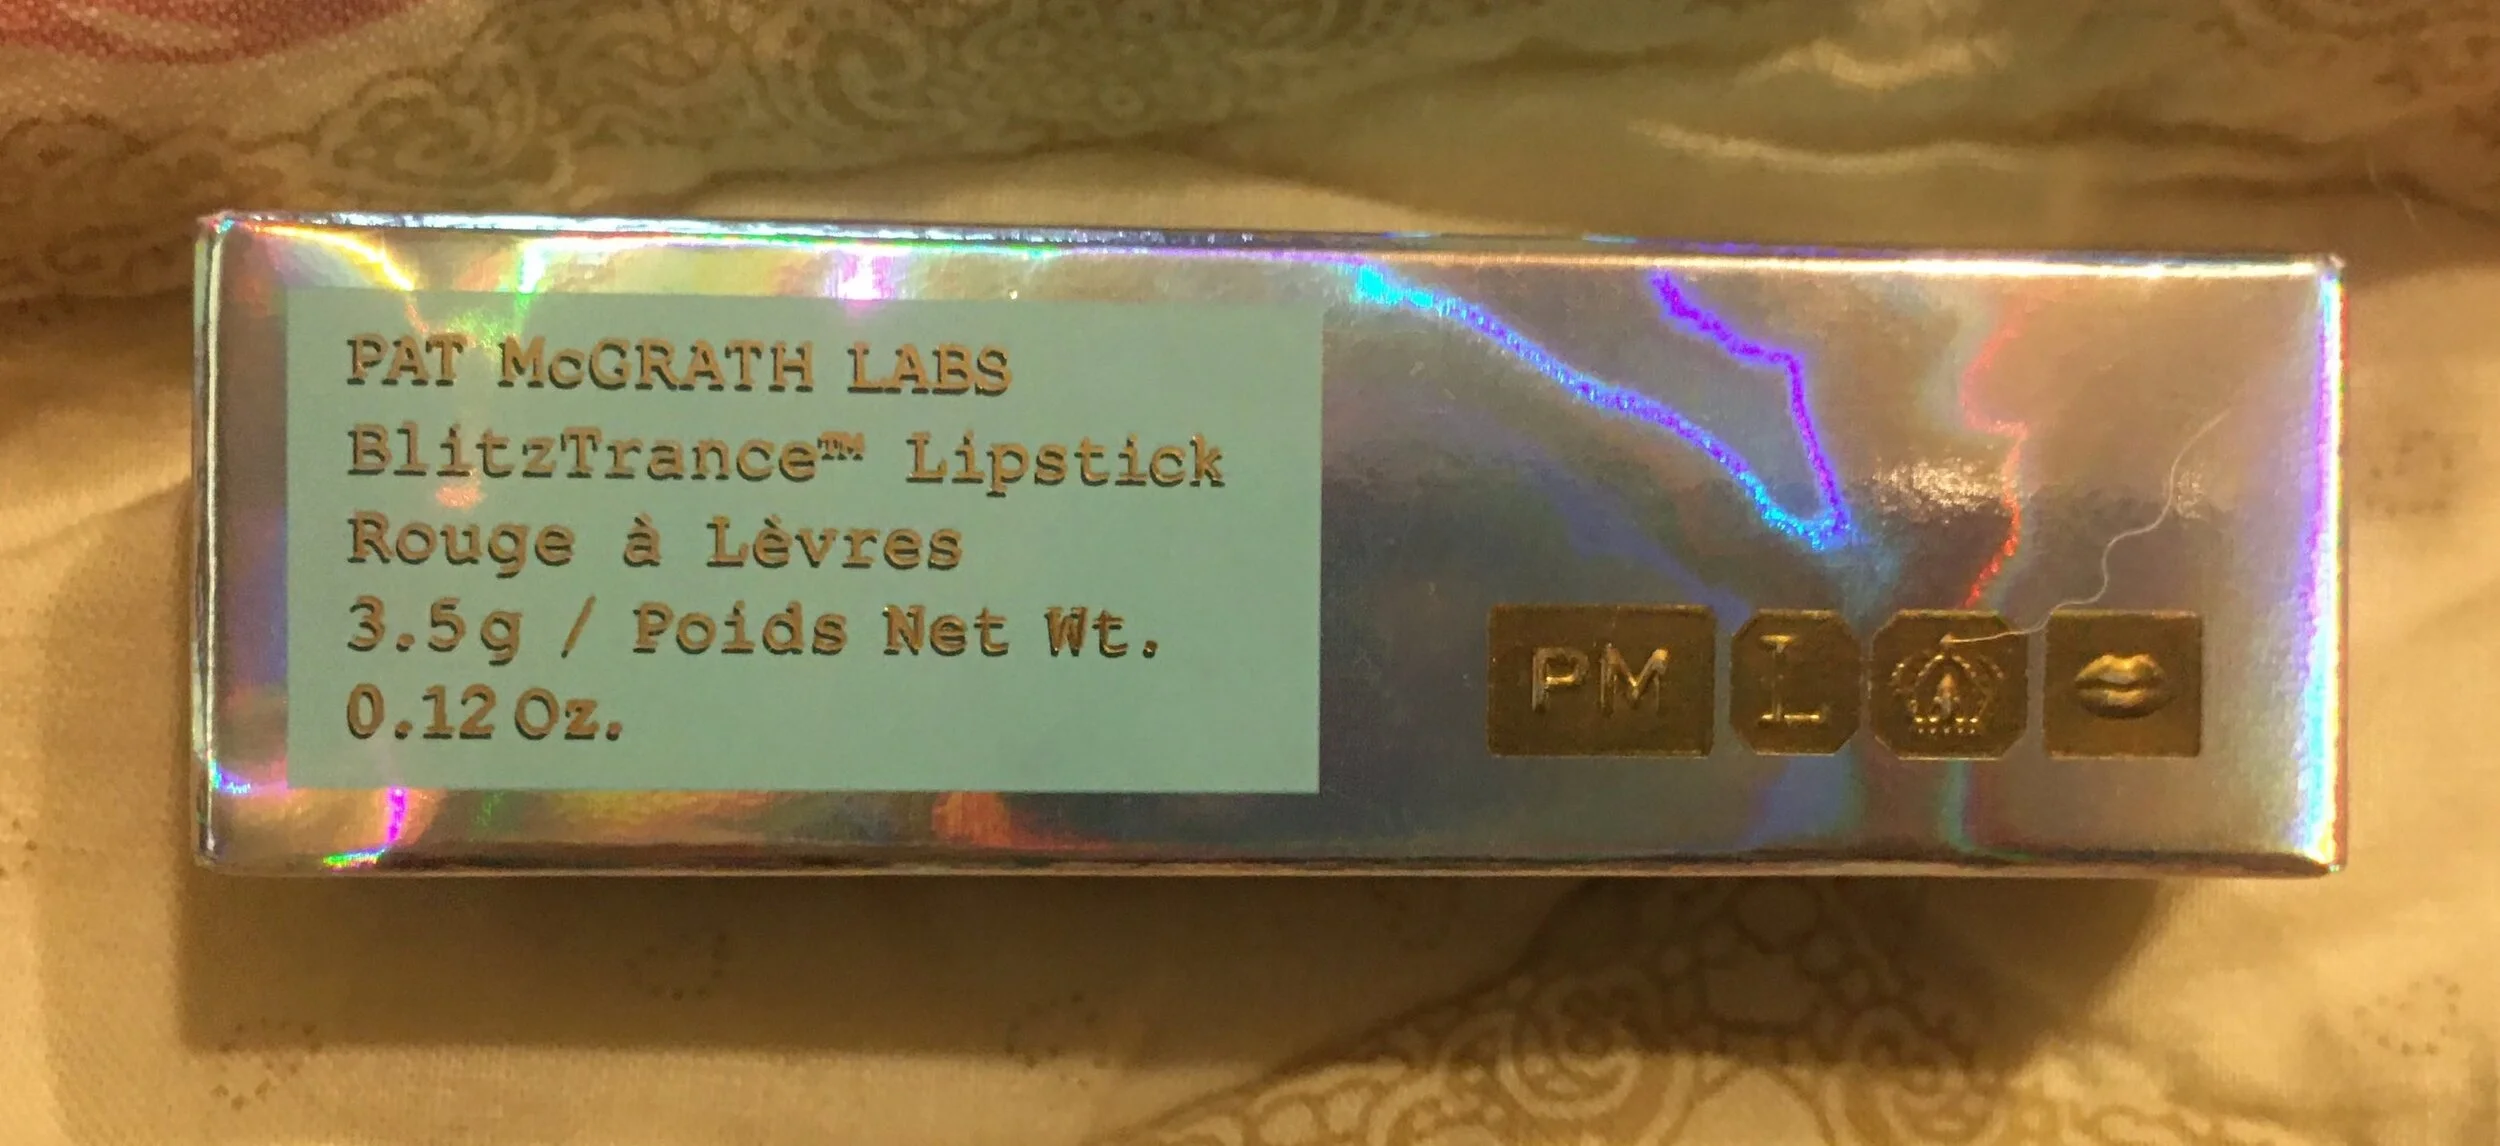 PAT McGRATH LABS
BlitzTrance™ Lipstick
Rouge à Lèvres
3.5g / Poids Net Wt.
0.12 Oz.
PM L